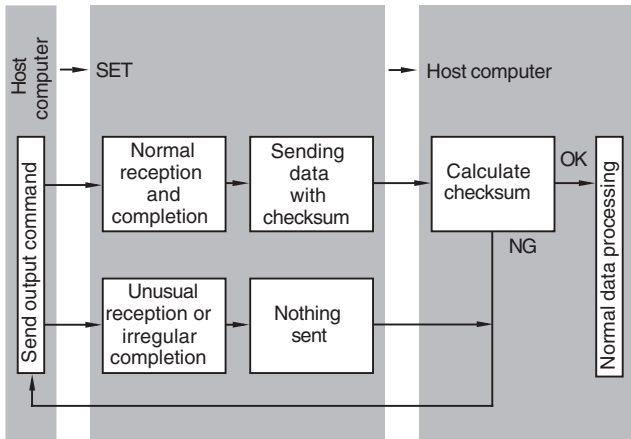 Host
computer
SET
Host computer
Send output command
Normal
reception
and
completion
Sending
data
with
checksum
Calculate
checksum
OK
NG
Normal data processing
Unusual
reception or
irregular
completion
Nothing
sent